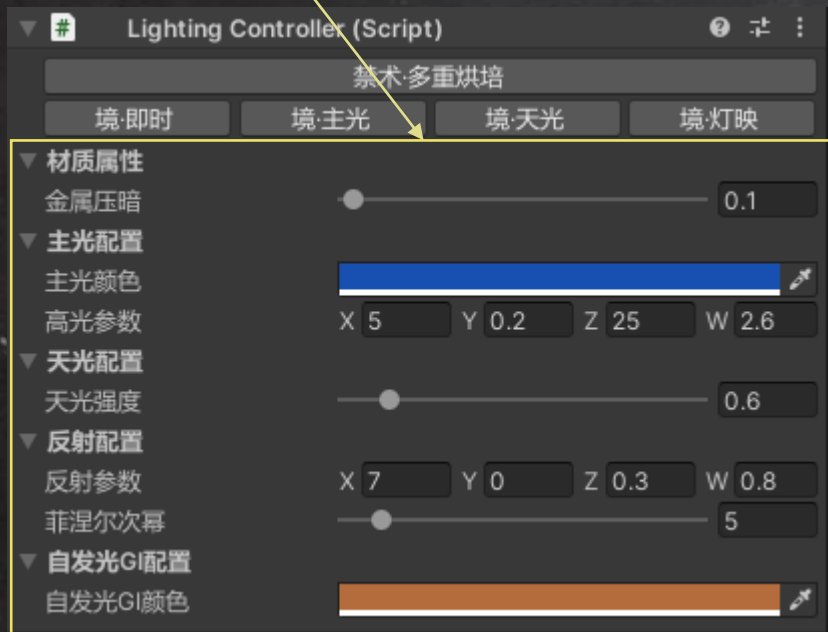 # Lighting Controller (Script)
禁术·多重烘培
境·即时 境·主光 境·天光 境·灯映
材质属性
金属压暗 0.1
主光配置
主光颜色
高光参数 X 5 Y 0.2 Z 25 W 2.6
天光配置
天光强度 0.6
反射配置
反射参数 X 7 Y 0 Z 0.3 W 0.8
菲涅尔次幂 5
自发光GI配置
自发光GI颜色